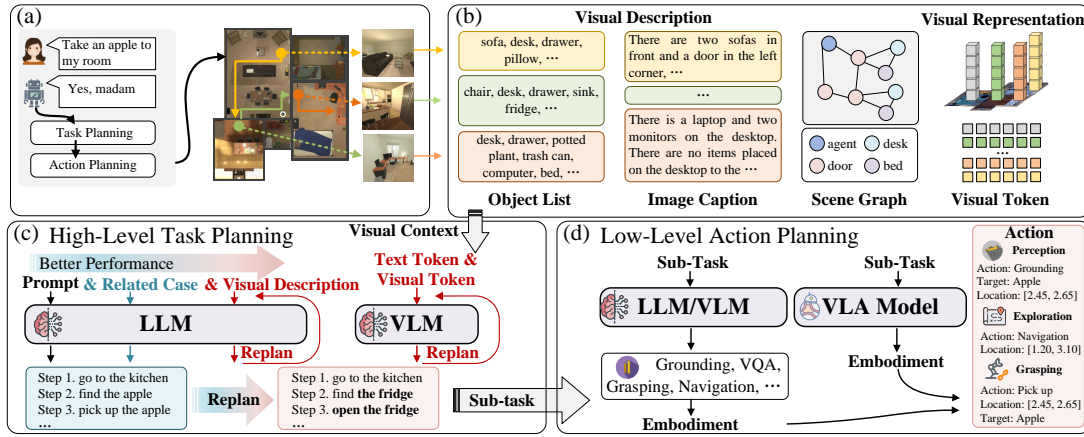 (a)
Take an apple to
my room
Yes, madam
Task Planning
Action Planning
(b)
Visual Description
Visual Representation
sofa, desk, drawer,
pillow, ⋯
chair, desk, drawer, sink,
fridge, ⋯
desk, drawer, potted
plant, trash can,
computer, bed, ⋯
Object List
There are two sofas in
front and a door in the left
corner, ⋯
⋯
There is a laptop and two
monitors on the desktop.
There are no items placed
on the desktop to the ⋯
Image Caption
agent
desk
door
bed
Scene Graph
...
Visual Token
(c) High-Level Task Planning
Visual Context
Better Performance
Prompt & Related Case & Visual Description
LLM
Replan
Text Token &
Visual Token
VLM
Replan
Step 1. go to the kitchen
Step 2. find the apple
Step 3. pick up the apple
...
Replan
Step 1. go to the kitchen
Step 2. find the fridge
Step 3. open the fridge
...
Sub-task
(d) Low-Level Action Planning
Sub-Task
LLM/VLM
Grounding, VQA,
Grasping, Navigation, ⋯
Embodiment
Sub-Task
VLA Model
Embodiment
Action
Perception
Action: Grounding
Target: Apple
Location: [2.45, 2.65]
Exploration
Action: Navigation
Location: [1.20, 3.10]
Grasping
Action: Pick up
Location: [2.45, 2.65]
Target: Apple